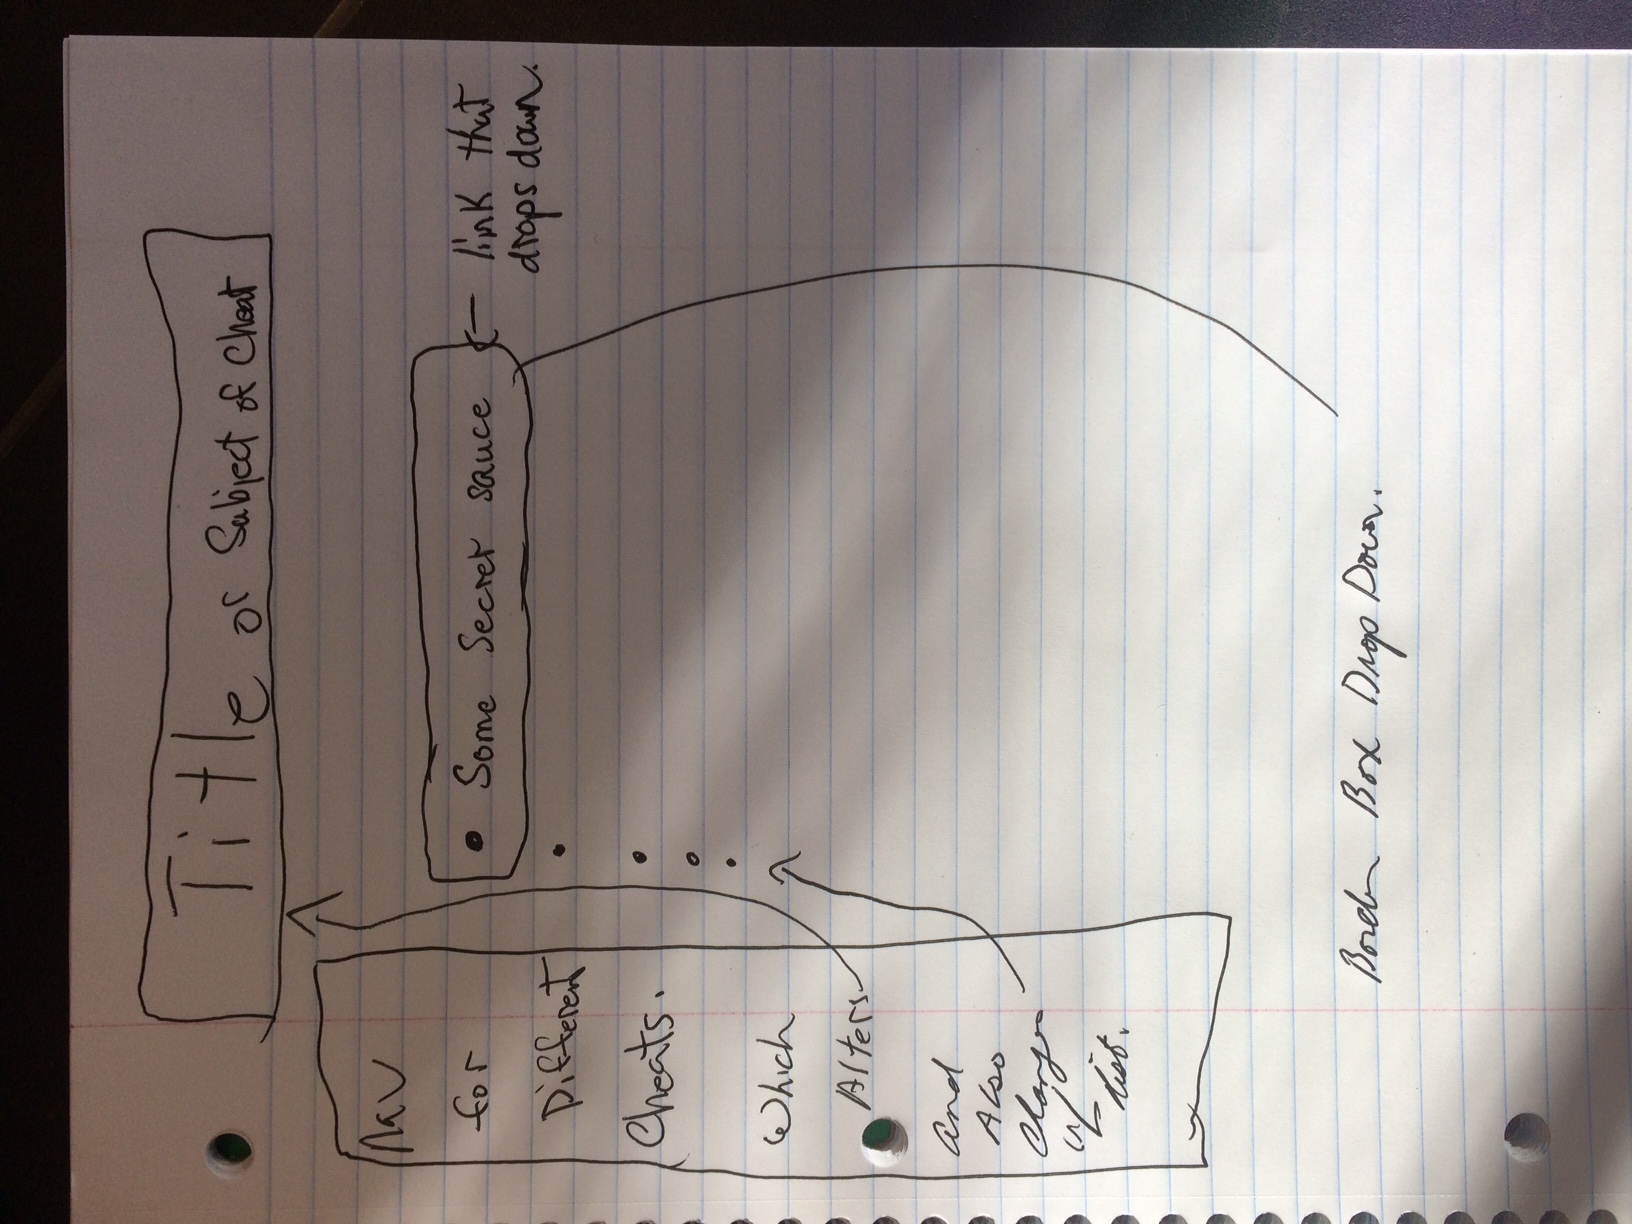 Title or Subject of Cheat
Nav
for
Different
Cheats.
Which
Alters
and
Also
Changes
w/
list.
• Some Secret sauce
link that
drops down.
Border Box Drop Down.